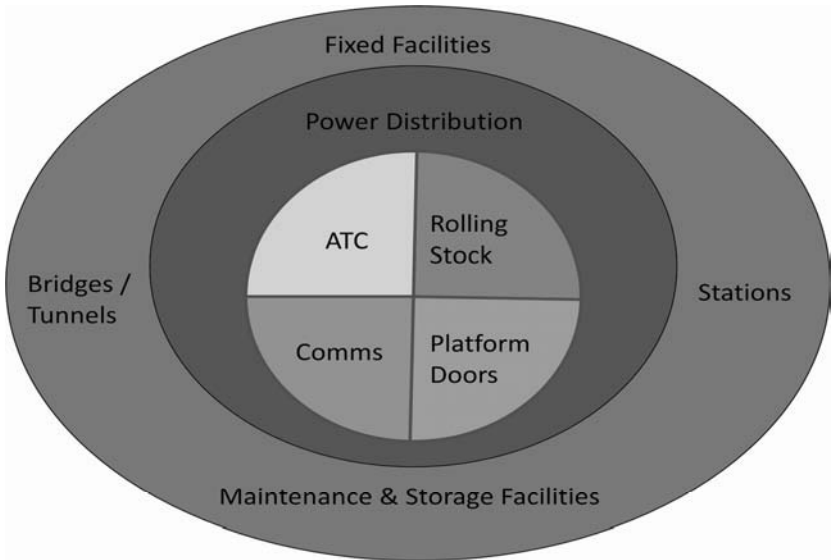 Fixed Facilities
Power Distribution
ATC
Rolling
Stock
Bridges /
Tunnels
Stations
Comms
Platform
Doors
Maintenance & Storage Facilities